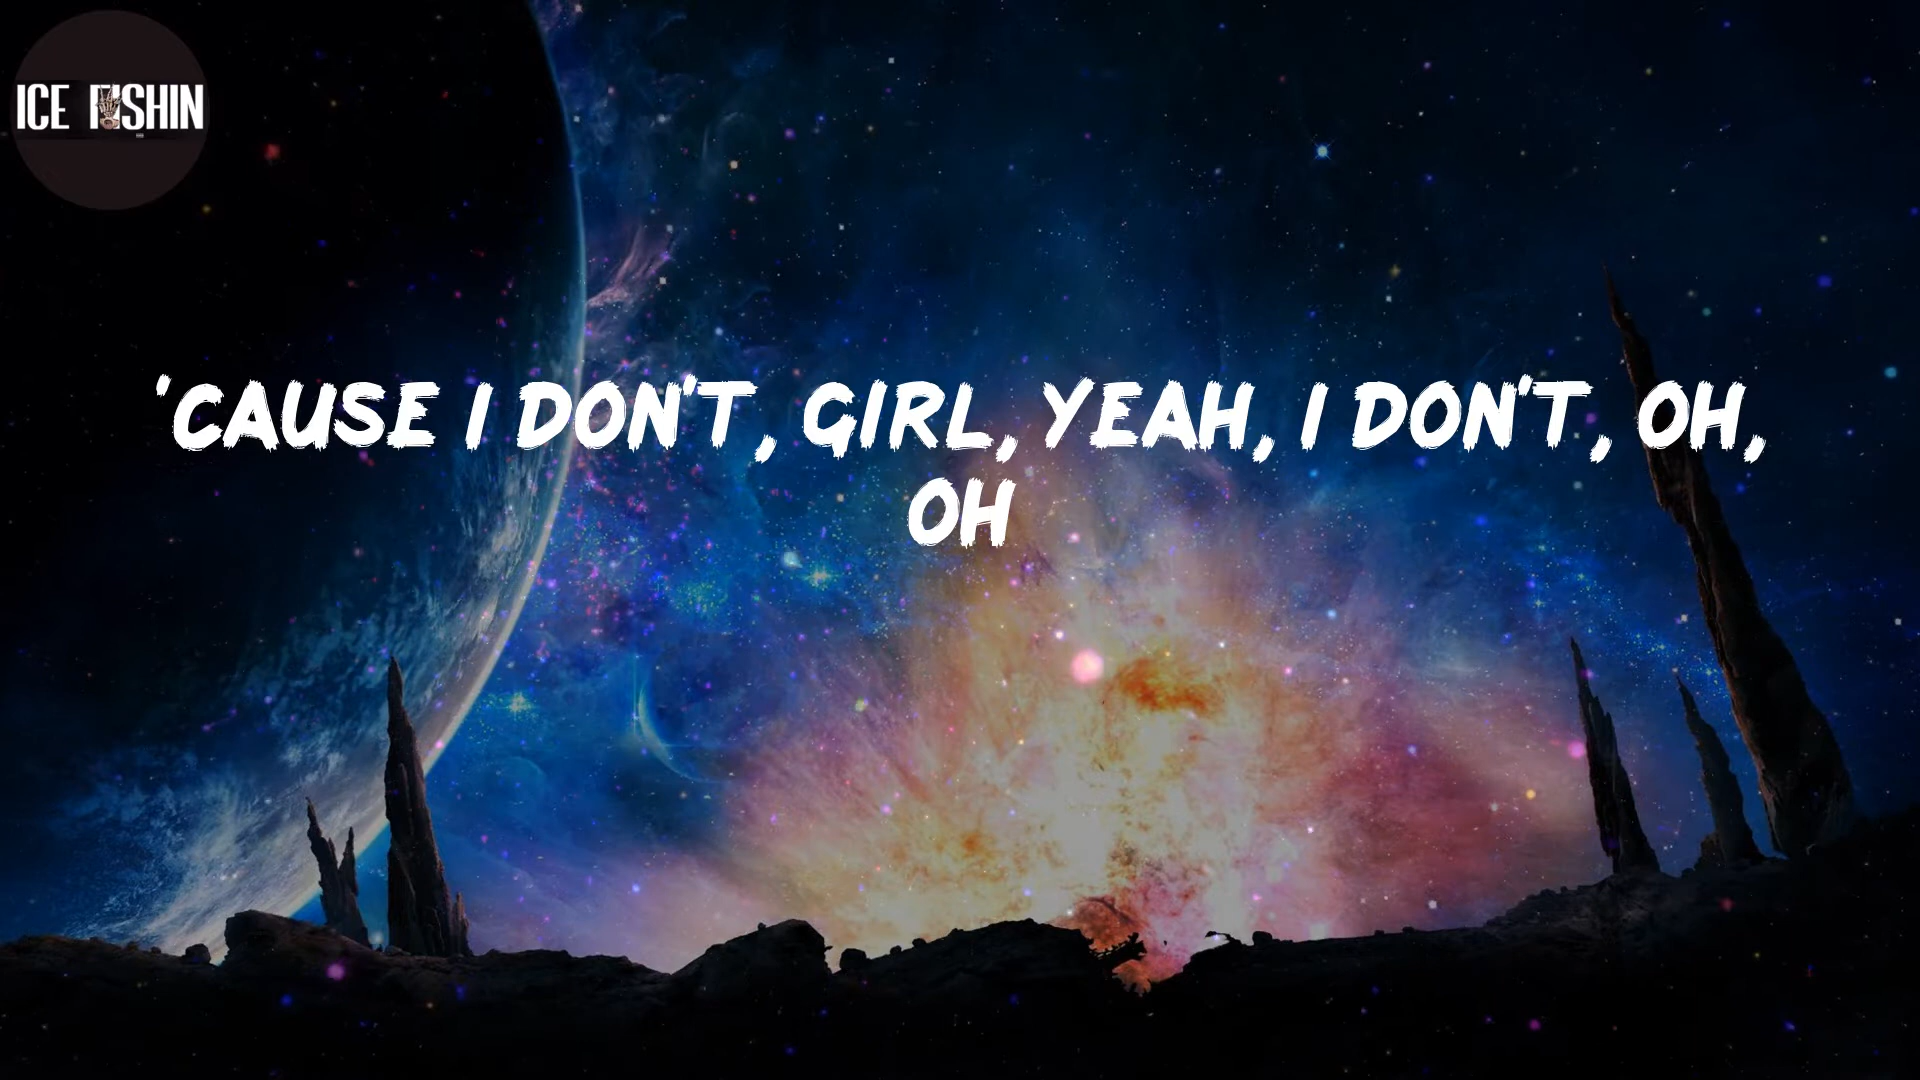 ICE FISHIN
'CAUSE I DON'T, GIRL, YEAH, I DON'T, OH,
OH